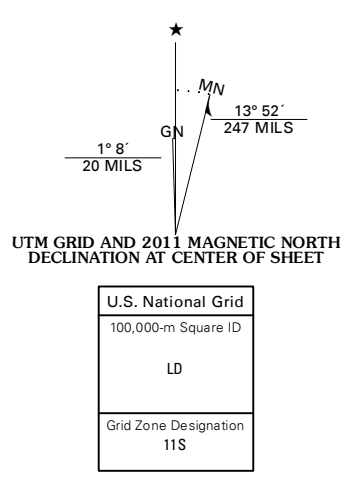 MN
13° 52´
247 MILS
GN
1° 8´
20 MILS
UTM GRID AND 2011 MAGNETIC NORTH
DECLINATION AT CENTER OF SHEET
U.S. National Grid
100,000-m Square ID
LD
Grid Zone Designation
11S